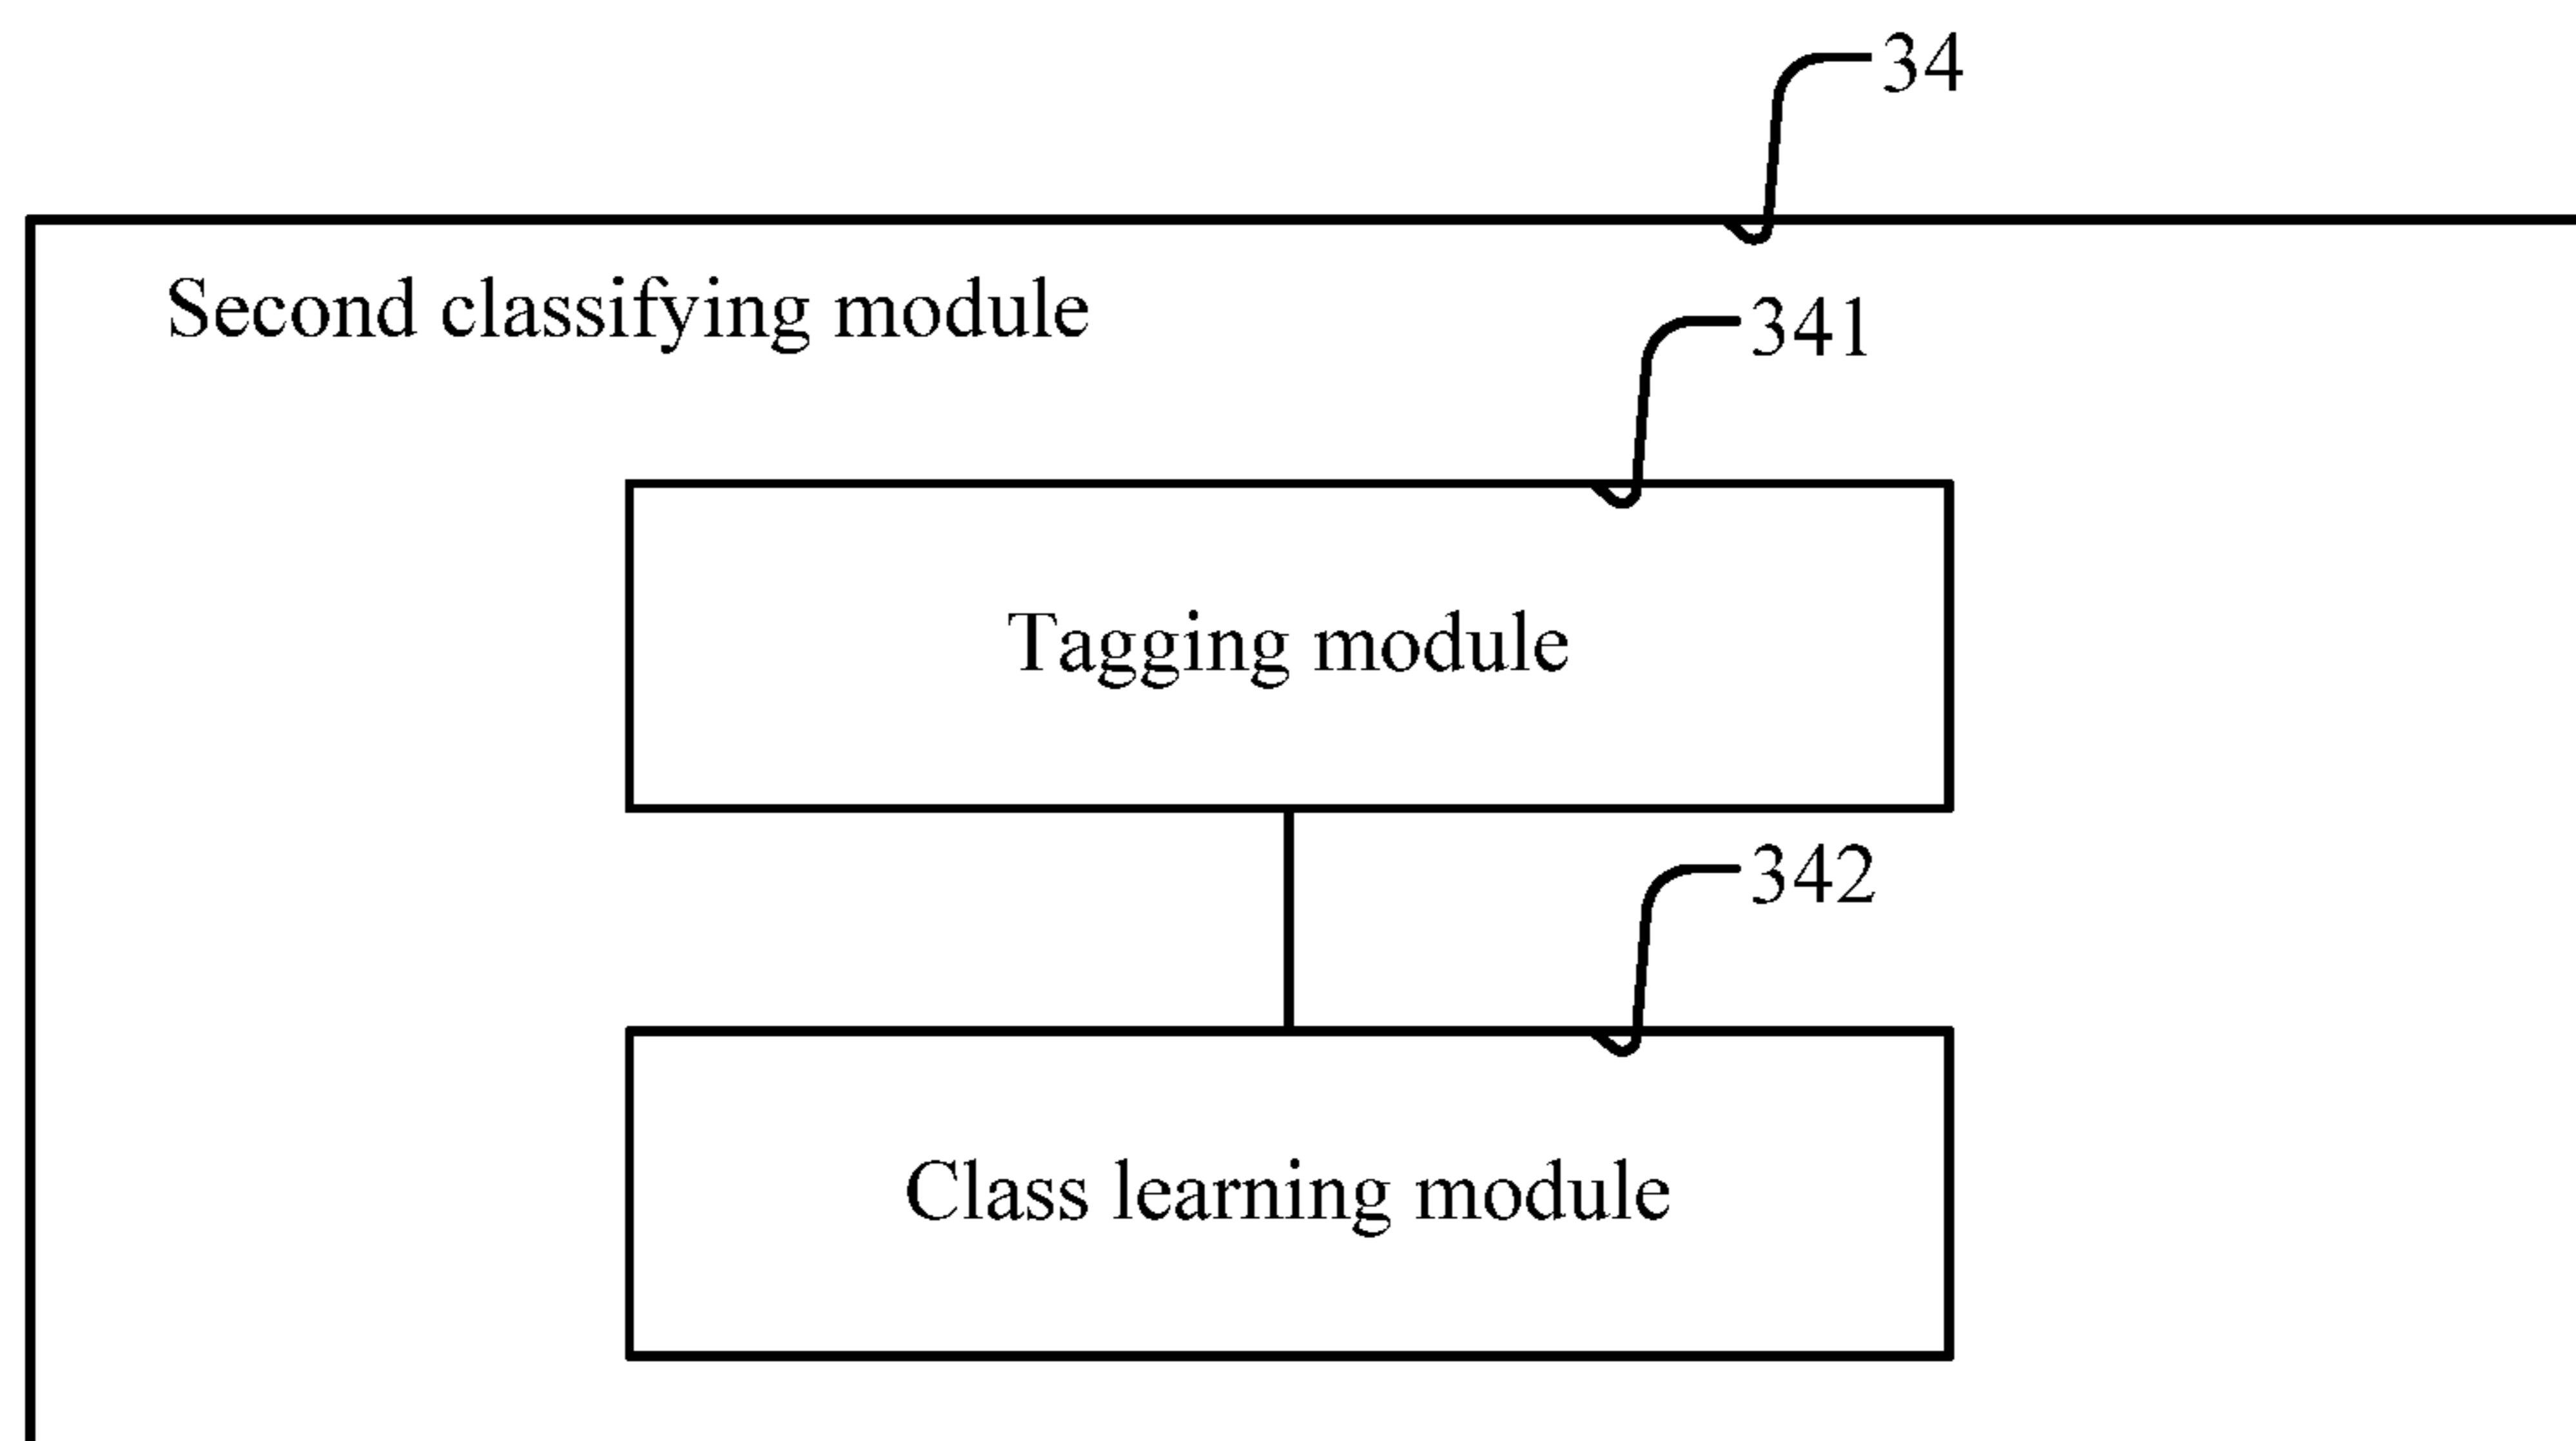 34
Second classifying module
341
Tagging module
342
Class learning module